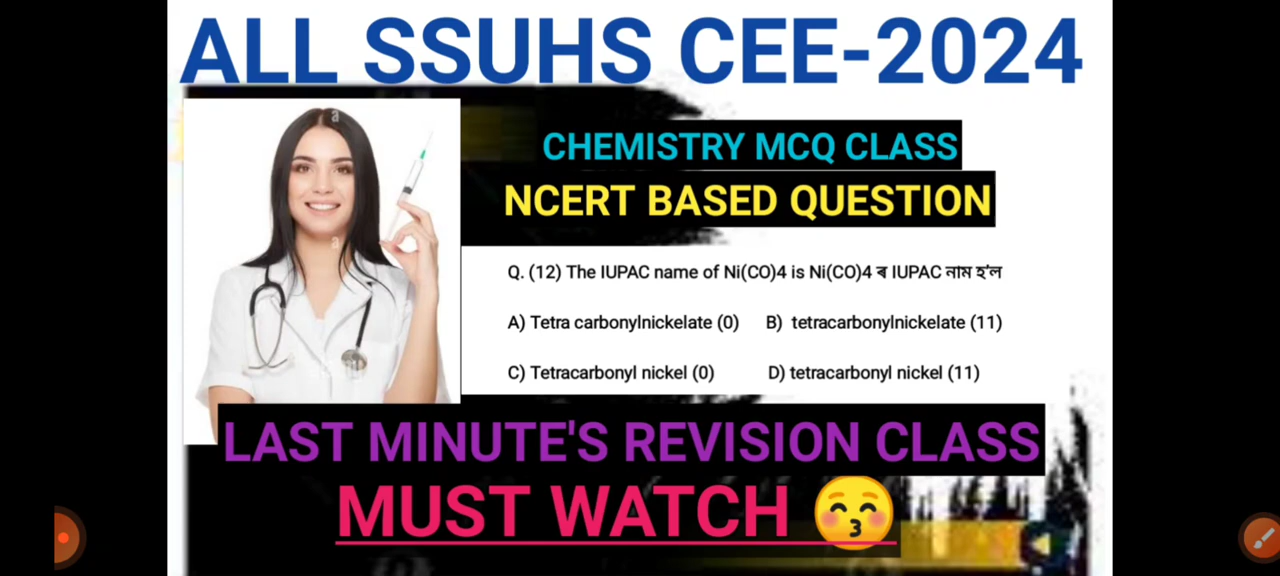 ALL SSUHS CEE-2024
CHEMISTRY MCQ CLASS
NCERT BASED QUESTION
Q. (12) The IUPAC name of Ni(CO)4 is Ni(CO)4 ৰ IUPAC নাম হ'ল
A) Tetra carbonylnickelate (0) B) tetracarbonylnickelate (11)
C) Tetracarbonyl nickel (0) D) tetracarbonyl nickel (11)
LAST MINUTE'S REVISION CLASS
MUST WATCH 😚